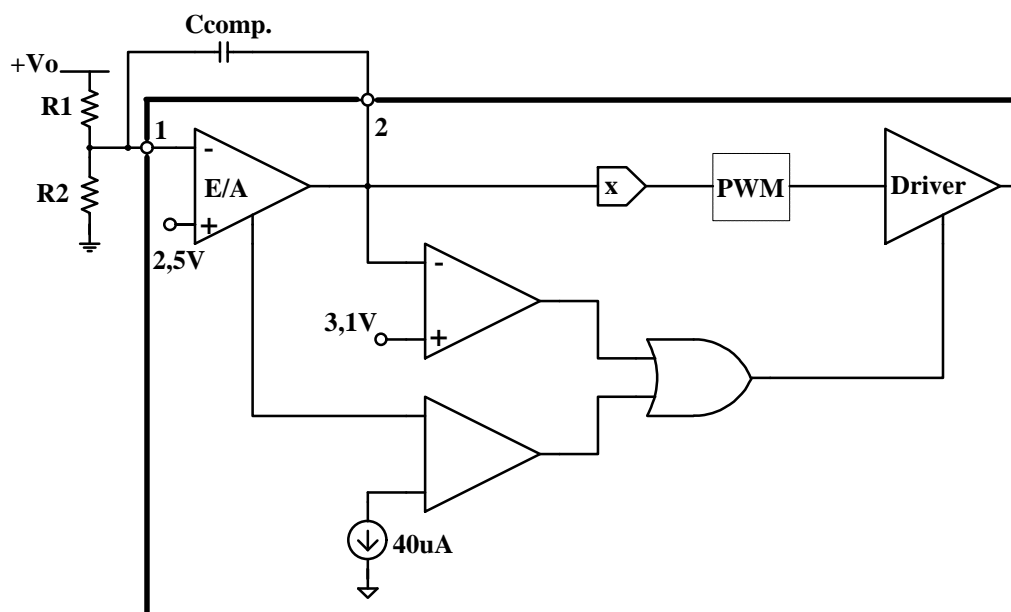 Ccomp.
+Vo
R1
1
2
-
E/A
x
PWM
Driver
R2
+
2,5V
-
3,1V
+
40uA